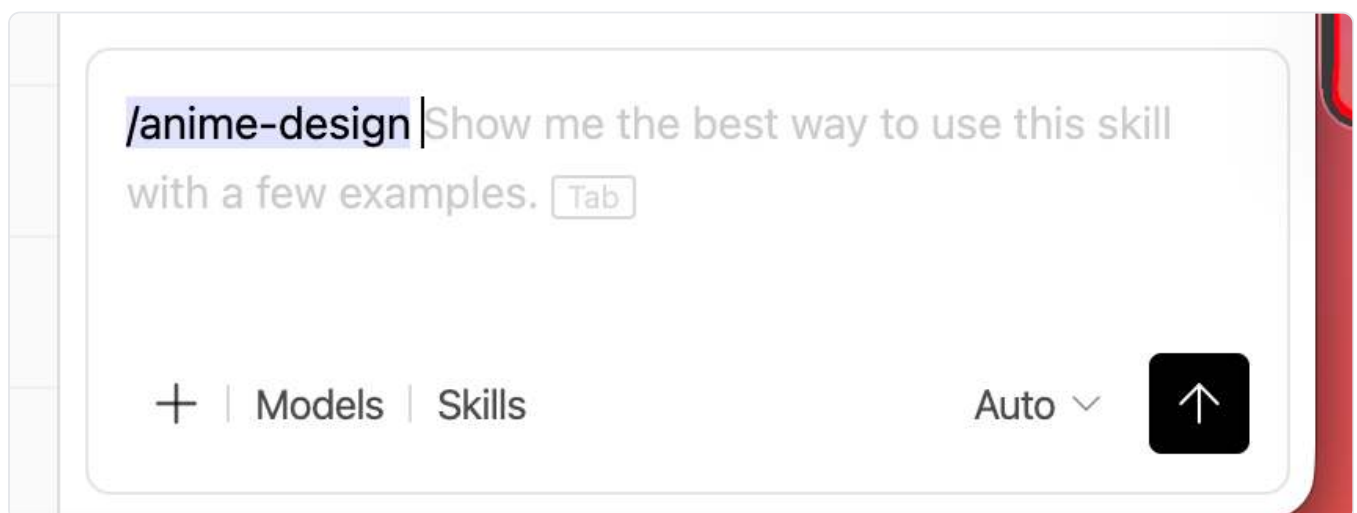 /anime-design Show me the best way to use this skill
with a few examples. Tab
Models Skills Auto